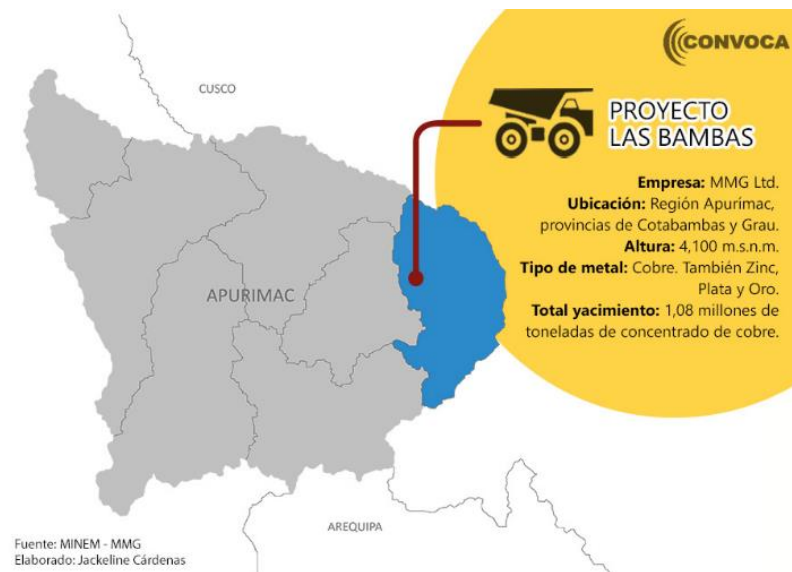 CONVOCA
CUSCO
PROYECTO
LAS BAMBAS
Empresa: MMG Ltd.
Ubicación: Región Apurímac,
provincias de Cotabambas y Grau.
Altura: 4,100 m.s.n.m.
Tipo de metal: Cobre. También Zinc,
Plata y Oro.
Total yacimiento: 1,08 millones de
toneladas de concentrado de cobre.
APURIMAC
AREQUIPA
Fuente: MINEM - MMG
Elaborado: Jackeline Cárdenas